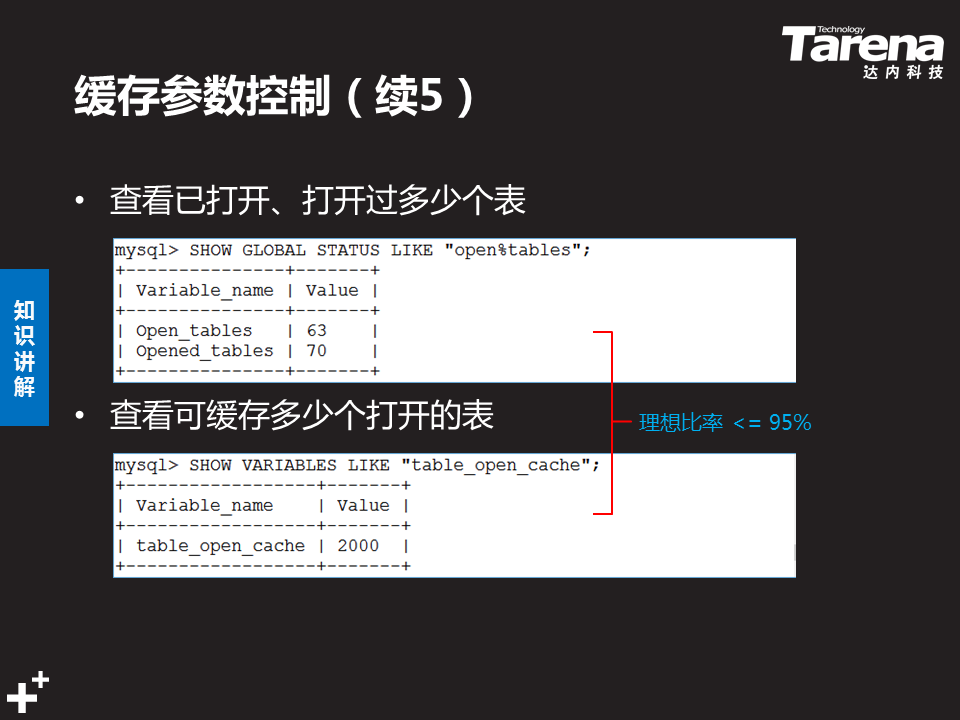 Technology
Tarena
达内科技
缓存参数控制（续5）
• 查看已打开、打开过多少个表
mysql> SHOW GLOBAL STATUS LIKE "open%tables";
+---------------+-------+
| Variable_name | Value |
+---------------+-------+
| Open_tables   | 63    |
| Opened_tables | 70    |
+---------------+-------+
知识讲解
• 查看可缓存多少个打开的表
理想比率 <= 95%
mysql> SHOW VARIABLES LIKE "table_open_cache";
+------------------+-------+
| Variable_name    | Value |
+------------------+-------+
| table_open_cache | 2000  |
+------------------+-------+